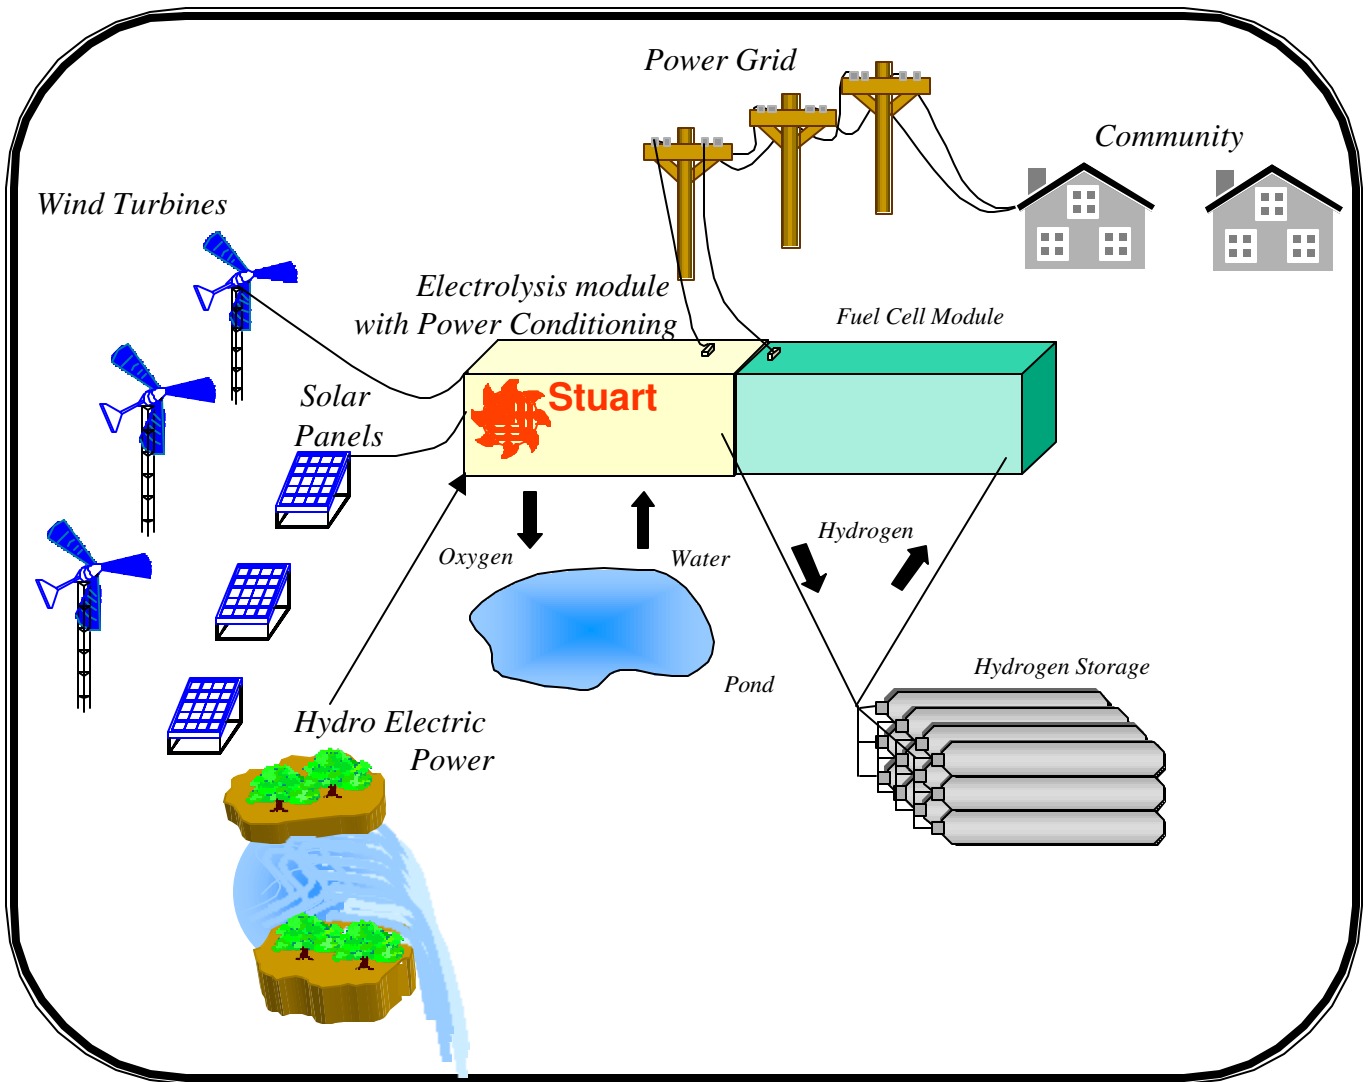 Power Grid
Community
Wind Turbines
Electrolysis module
with Power Conditioning
Fuel Cell Module
Solar
Panels
Stuart
Oxygen
Water
Hydrogen
Pond
Hydrogen Storage
Hydro Electric
Power